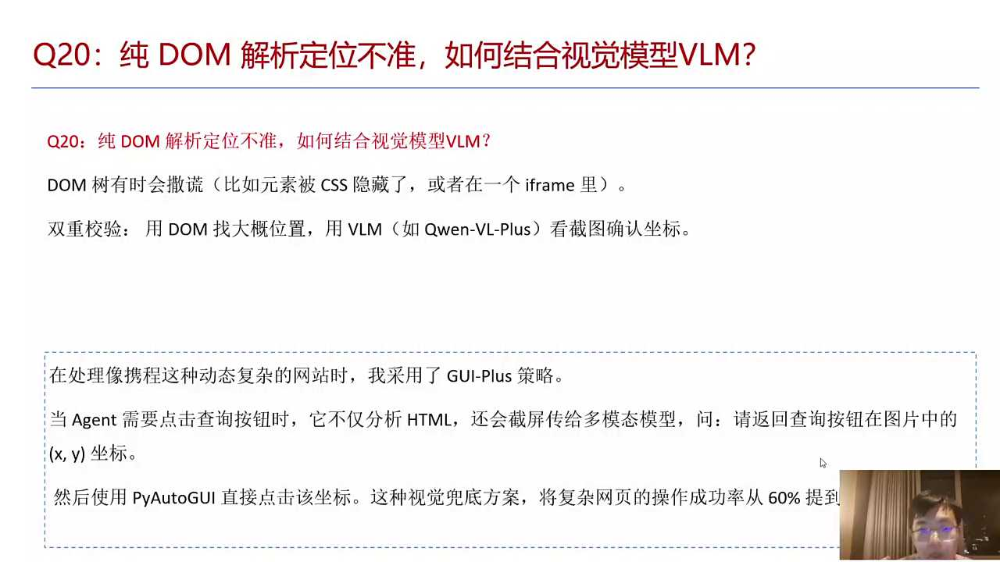 Q20：纯 DOM 解析定位不准，如何结合视觉模型VLM？
Q20：纯 DOM 解析定位不准，如何结合视觉模型VLM？
DOM 树有时会撒谎（比如元素被 CSS 隐藏了，或者在一个 iframe 里）。
双重校验： 用 DOM 找大概位置，用 VLM（如 Qwen-VL-Plus）看截图确认坐标。
在处理像携程这种动态复杂的网站时，我采用了 GUI-Plus 策略。
当 Agent 需要点击查询按钮时，它不仅分析 HTML，还会截屏传给多模态模型，问：请返回查询按钮在图片中的
(x, y) 坐标。
然后使用 PyAutoGUI 直接点击该坐标。这种视觉兜底方案，将复杂网页的操作成功率从 60% 提到